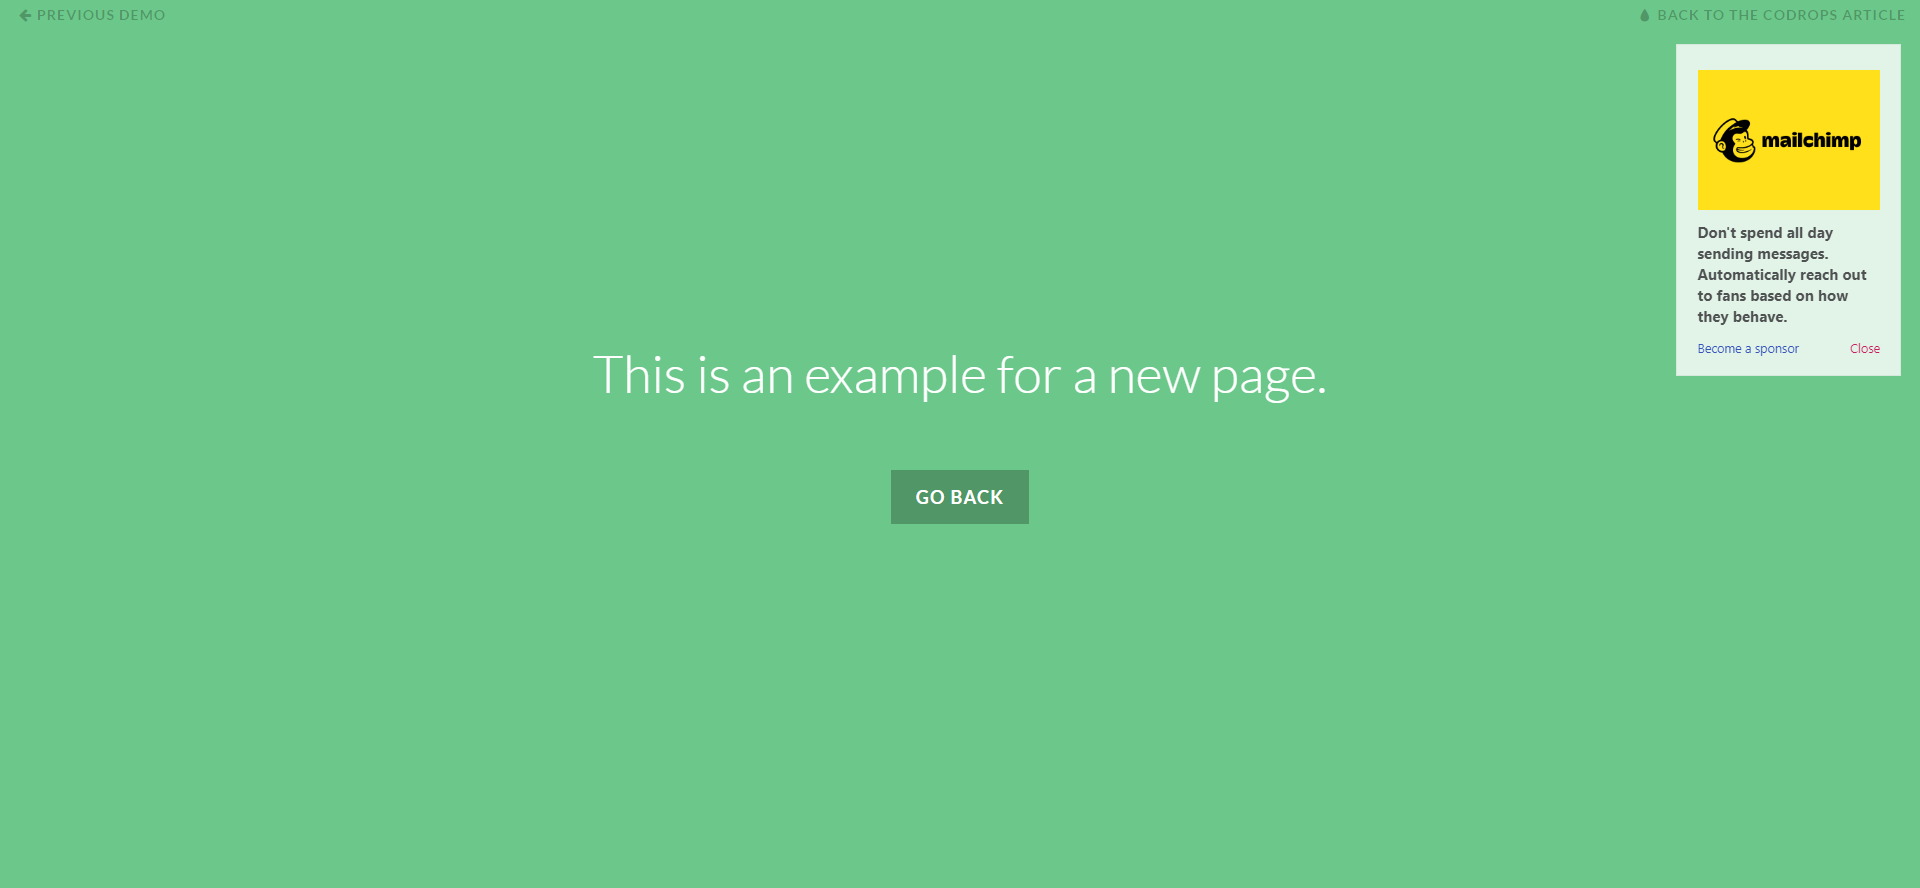 PREVIOUS DEMO
BACK TO THE CODROPS ARTICLE
mailchimp
Don't spend all day
sending messages.
Automatically reach out
to fans based on how
they behave.
Become a sponsor
Close
This is an example for a new page.
GO BACK